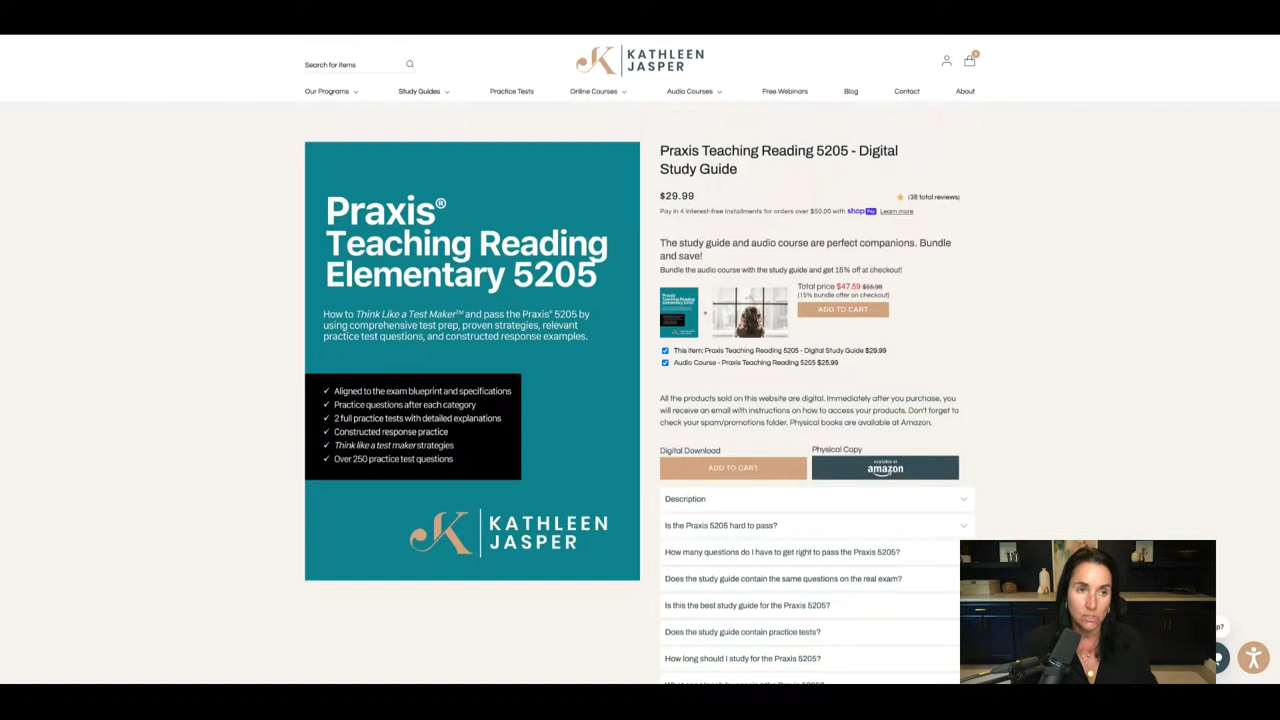 Search for items
KATHLEEN
JASPER
Our Programs
Study Guides
Practice Tests
Online Courses
Audio Courses
Free Webinars
Blog
Contact
About
Praxis®
Teaching Reading
Elementary 5205
How to Think Like a Test Maker™ and pass the Praxis® 5205 by
using comprehensive test prep, proven strategies, relevant
practice test questions, and constructed response examples.
✓ Aligned to the exam blueprint and specifications
✓ Practice questions after each category
✓ 2 full practice tests with detailed explanations
✓ Constructed response practice
✓ Think like a test maker strategies
✓ Over 250 practice test questions
KATHLEEN
JASPER
Praxis Teaching Reading 5205 - Digital
Study Guide
$29.99
(38 total reviews)
Pay in 4 interest-free installments for orders over $50.00 with shop Pay Learn more
The study guide and audio course are perfect companions. Bundle
and save!
Bundle the audio course with the study guide and get 15% off at checkout!
+
Total price $47.59 $55.98
(15% bundle offer on checkout)
ADD TO CART
This item: Praxis Teaching Reading 5205 - Digital Study Guide $29.99
Audio Course - Praxis Teaching Reading 5205 $25.99
All the products sold on this website are digital. Immediately after you purchase, you
will receive an email with instructions on how to access your products. Don't forget to
check your spam/promotions folder. Physical books are available at Amazon.
Digital Download
Physical Copy
ADD TO CART
available at
amazon
Description
Is the Praxis 5205 hard to pass?
How many questions do I have to get right to pass the Praxis 5205?
Does the study guide contain the same questions on the real exam?
Is this the best study guide for the Praxis 5205?
Does the study guide contain practice tests?
How long should I study for the Praxis 5205?
p?